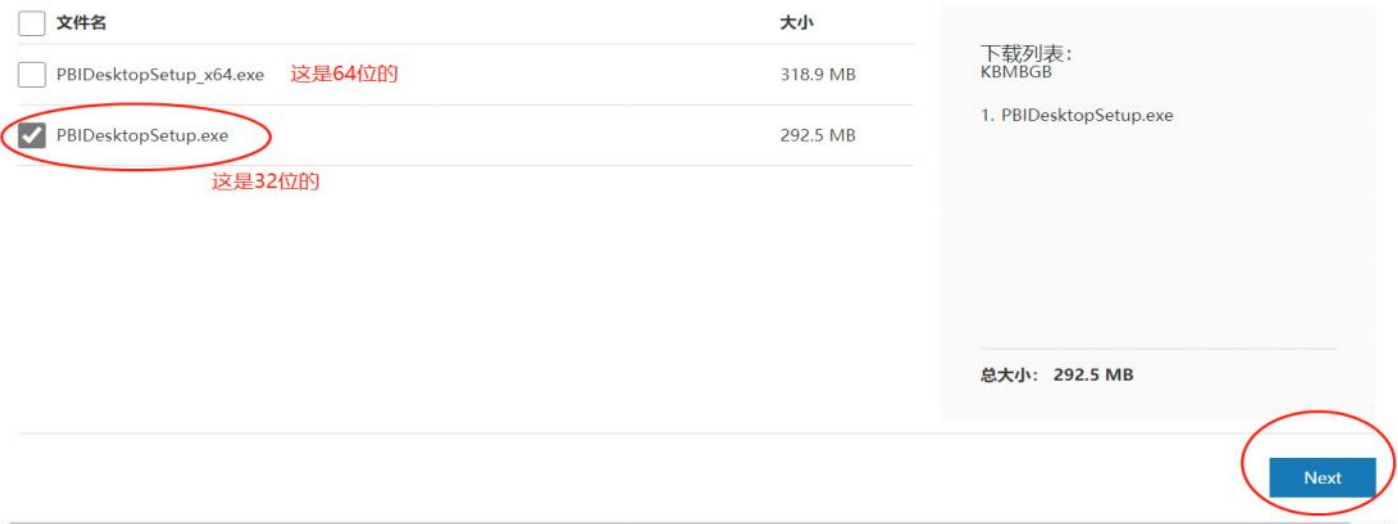 文件名 大小
PBIDesktopSetup_x64.exe 这是64位的 318.9 MB
PBIDesktopSetup.exe 292.5 MB
这是32位的
下载列表：
KBMBGB
1. PBIDesktopSetup.exe
总大小： 292.5 MB
Next